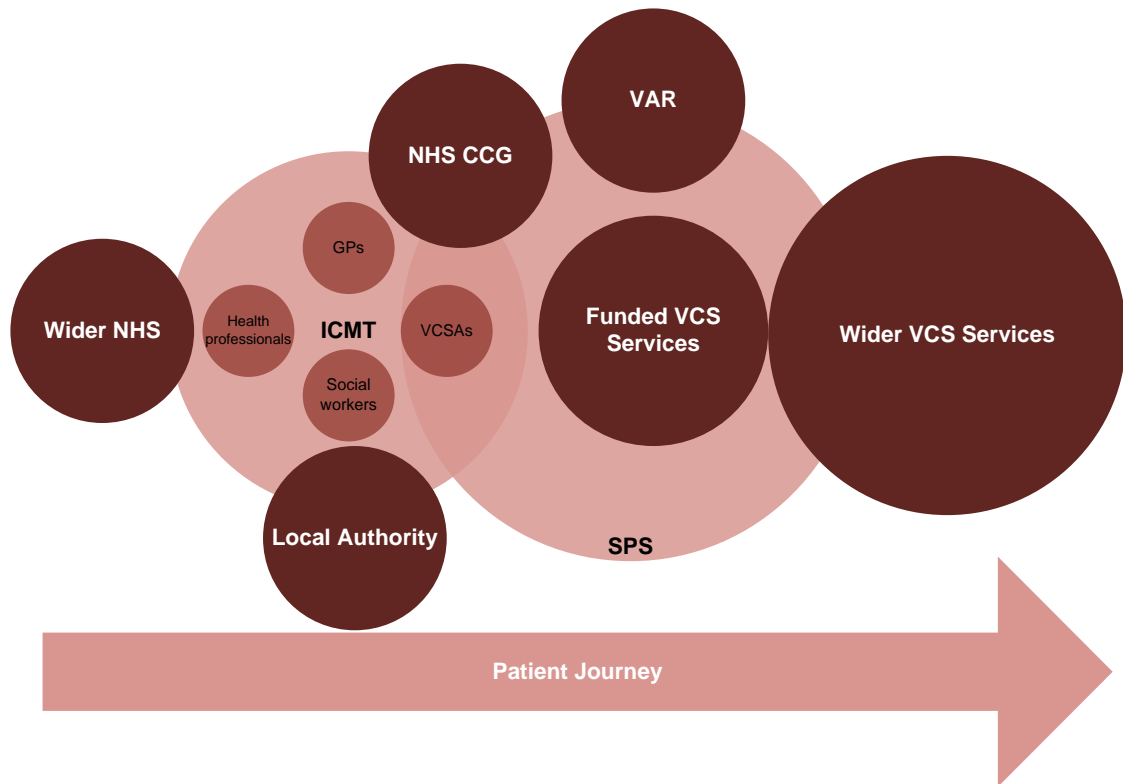 VAR
NHS CCG
GPs
Wider NHS
Health
professionals
ICMT
VCSAs
Social
workers
Funded VCS
Services
Wider VCS Services
Local Authority
SPS
Patient Journey